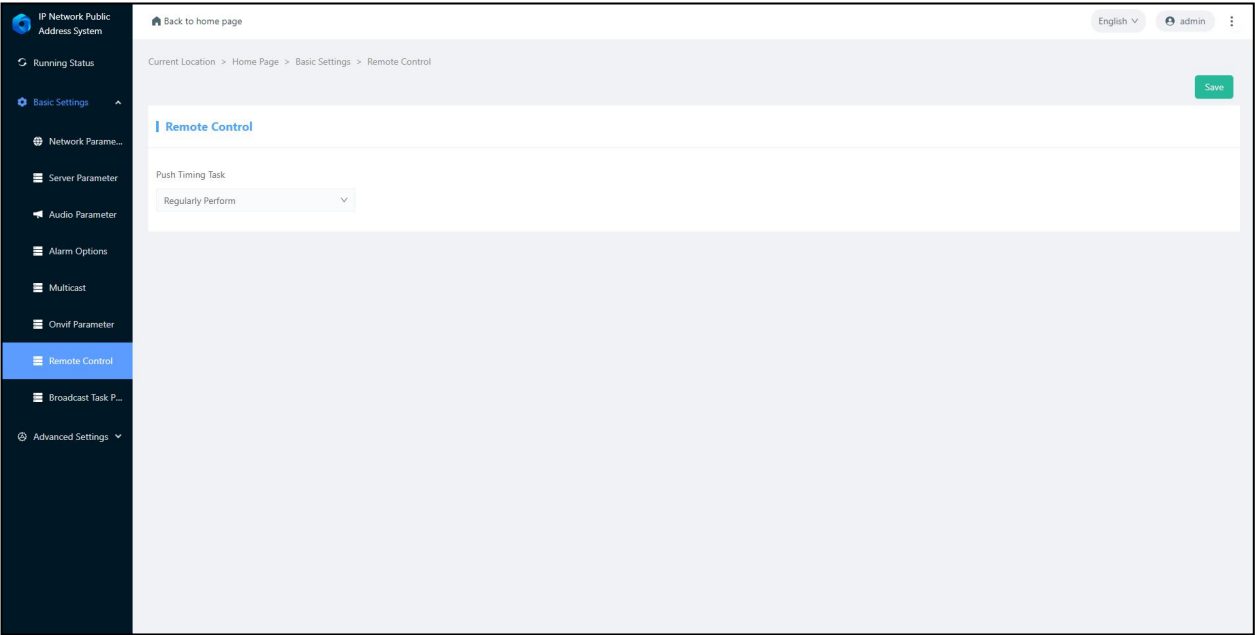 IP Network Public
Address System
Back to home page
English
admin
Running Status
Current Location > Home Page > Basic Settings > Remote Control
Save
Basic Settings
Remote Control
Network Parame...
Push Timing Task
Server Parameter
Regularly Perform
Audio Parameter
Alarm Options
Multicast
Onvif Parameter
Remote Control
Broadcast Task P...
Advanced Settings